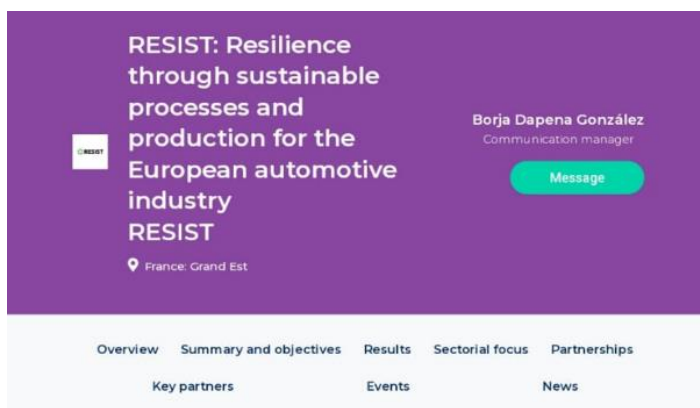 RESIST: Resilience
through sustainable
processes and
production for the
European automotive
industry
RESIST
France: Grand Est
RESIST
Borja Dapena González
Communication manager
Message
Overview Summary and objectives Results Sectorial focus Partnerships
Key partners Events News